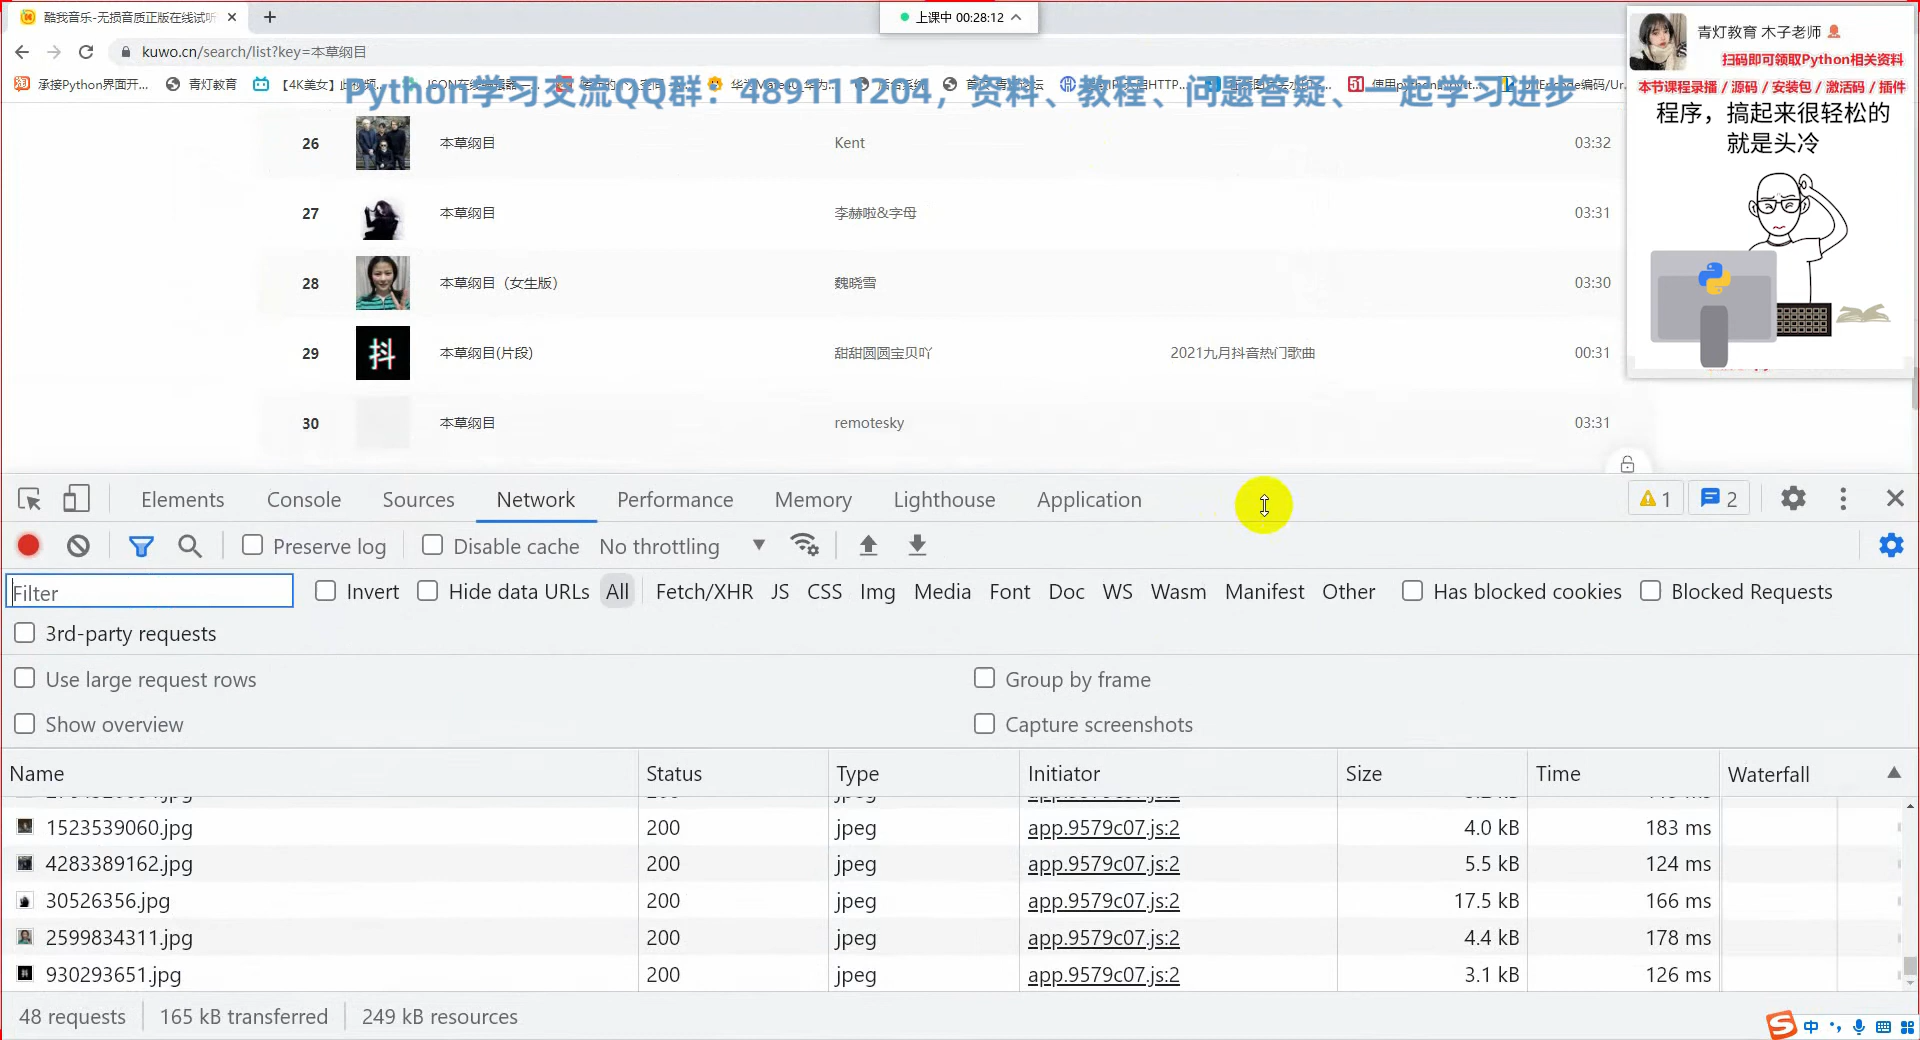 酷我音乐-无损音质正版在线试听
上课中 00:28:12
kuwo.cn/search/list?key=本草纲目
承接Python界面开...
青灯教育
【4K美女】
Python学习交流QQ群：489111204，资料、教程、问题答疑、一起学习进步
青灯教育 木子老师
扫码即可领取Python相关资料
本节课程录播 / 源码 / 安装包 / 激活码 / 插件
程序，搞起来很轻松的
就是头冷
26 本草纲目 Kent 03:32
27 本草纲目 李赫啦&字母 03:31
28 本草纲目（女生版） 魏晓雪 03:30
29 抖 本草纲目(片段) 甜甜圆圆宝贝吖 2021九月抖音热门歌曲 00:31
30 本草纲目 remotesky 03:31
Elements Console Sources Network Performance Memory Lighthouse Application 1 2
Preserve log Disable cache No throttling
Filter Invert Hide data URLs All Fetch/XHR JS CSS Img Media Font Doc WS Wasm Manifest Other Has blocked cookies Blocked Requests
3rd-party requests
Use large request rows Group by frame
Show overview Capture screenshots
Name Status Type Initiator Size Time Waterfall
1523539060.jpg 200 jpeg app.9579c07.js:2 4.0 kB 183 ms
4283389162.jpg 200 jpeg app.9579c07.js:2 5.5 kB 124 ms
30526356.jpg 200 jpeg app.9579c07.js:2 17.5 kB 166 ms
2599834311.jpg 200 jpeg app.9579c07.js:2 4.4 kB 178 ms
930293651.jpg 200 jpeg app.9579c07.js:2 3.1 kB 126 ms
48 requests 165 kB transferred 249 kB resources
中